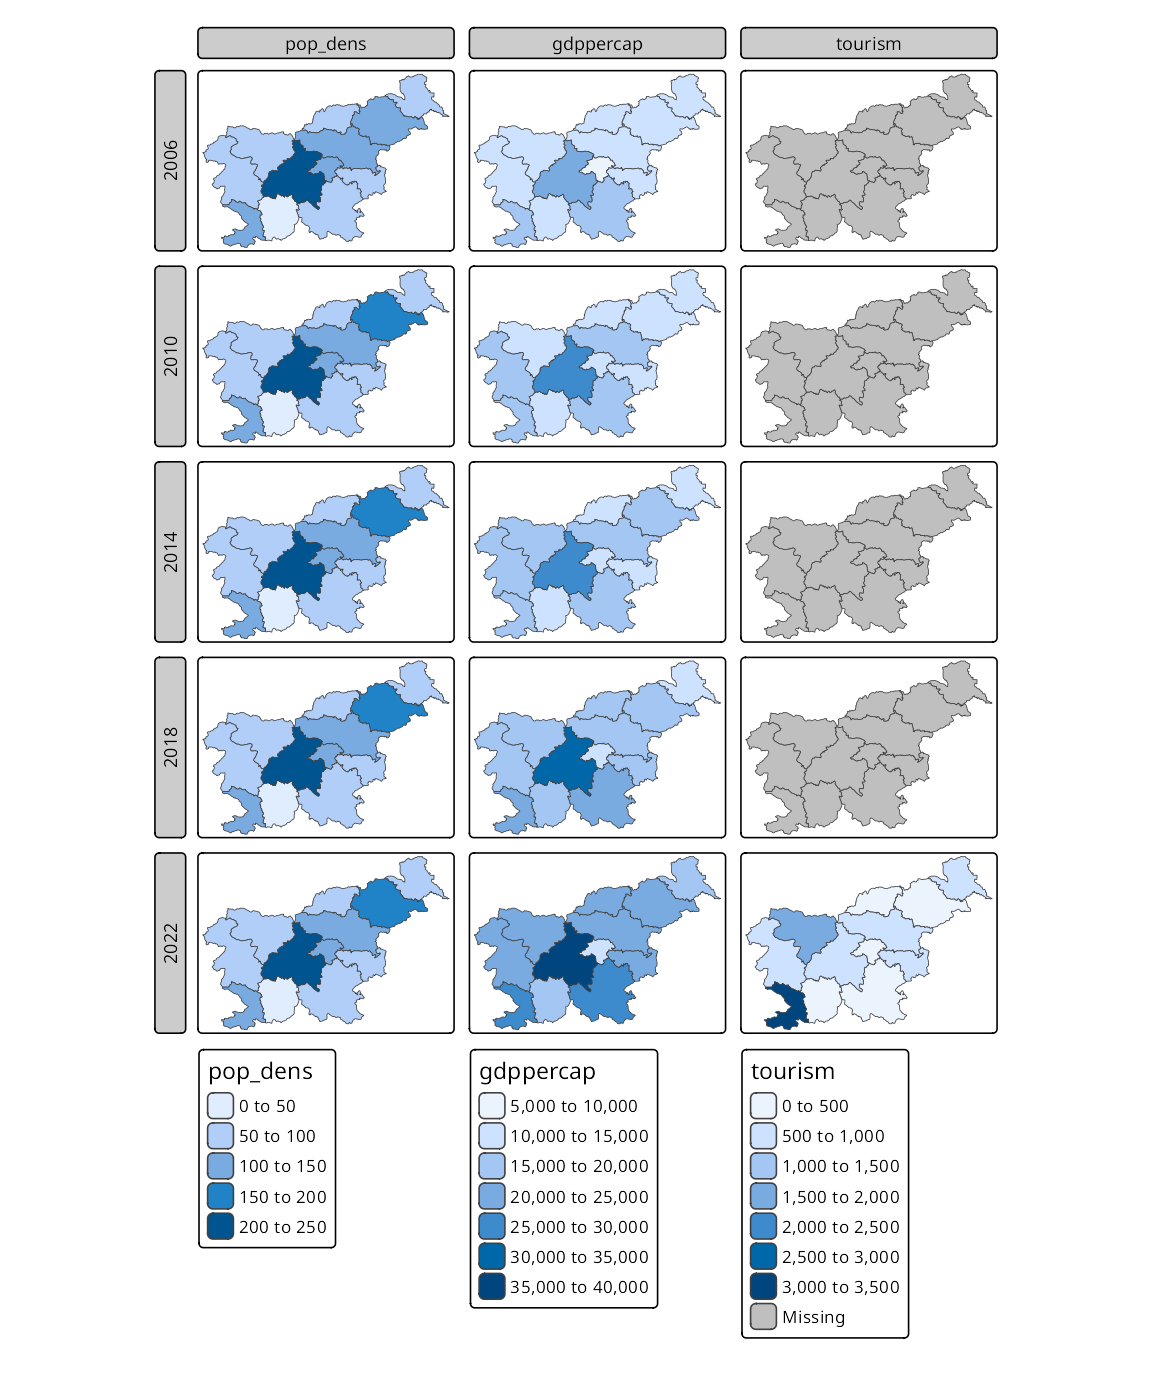 pop_dens
gdppercap
tourism
2006
2010
2014
2018
2022
pop_dens
0 to 50
50 to 100
100 to 150
150 to 200
200 to 250
gdppercap
5,000 to 10,000
10,000 to 15,000
15,000 to 20,000
20,000 to 25,000
25,000 to 30,000
30,000 to 35,000
35,000 to 40,000
tourism
0 to 500
500 to 1,000
1,000 to 1,500
1,500 to 2,000
2,000 to 2,500
2,500 to 3,000
3,000 to 3,500
Missing